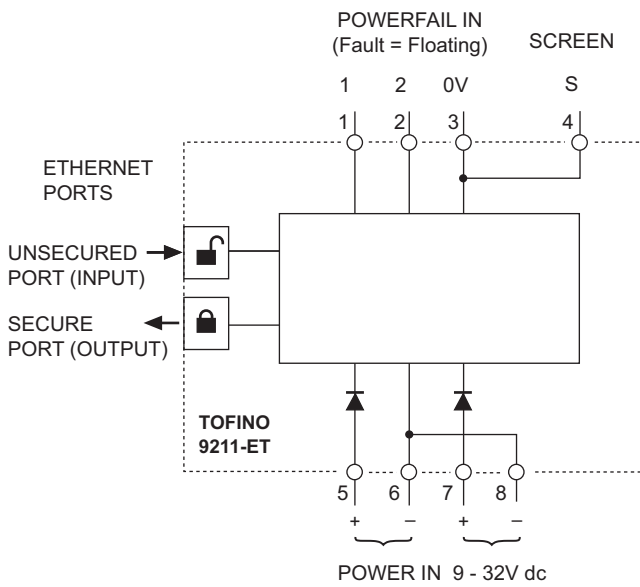 POWERFAIL IN
(Fault = Floating)
SCREEN
1 2 0V S
1 2 3 4
ETHERNET
PORTS
UNSECURED
PORT (INPUT)
SECURE
PORT (OUTPUT)
TOFINO
9211-ET
5 6 7 8
+ – + –
POWER IN 9 - 32V dc